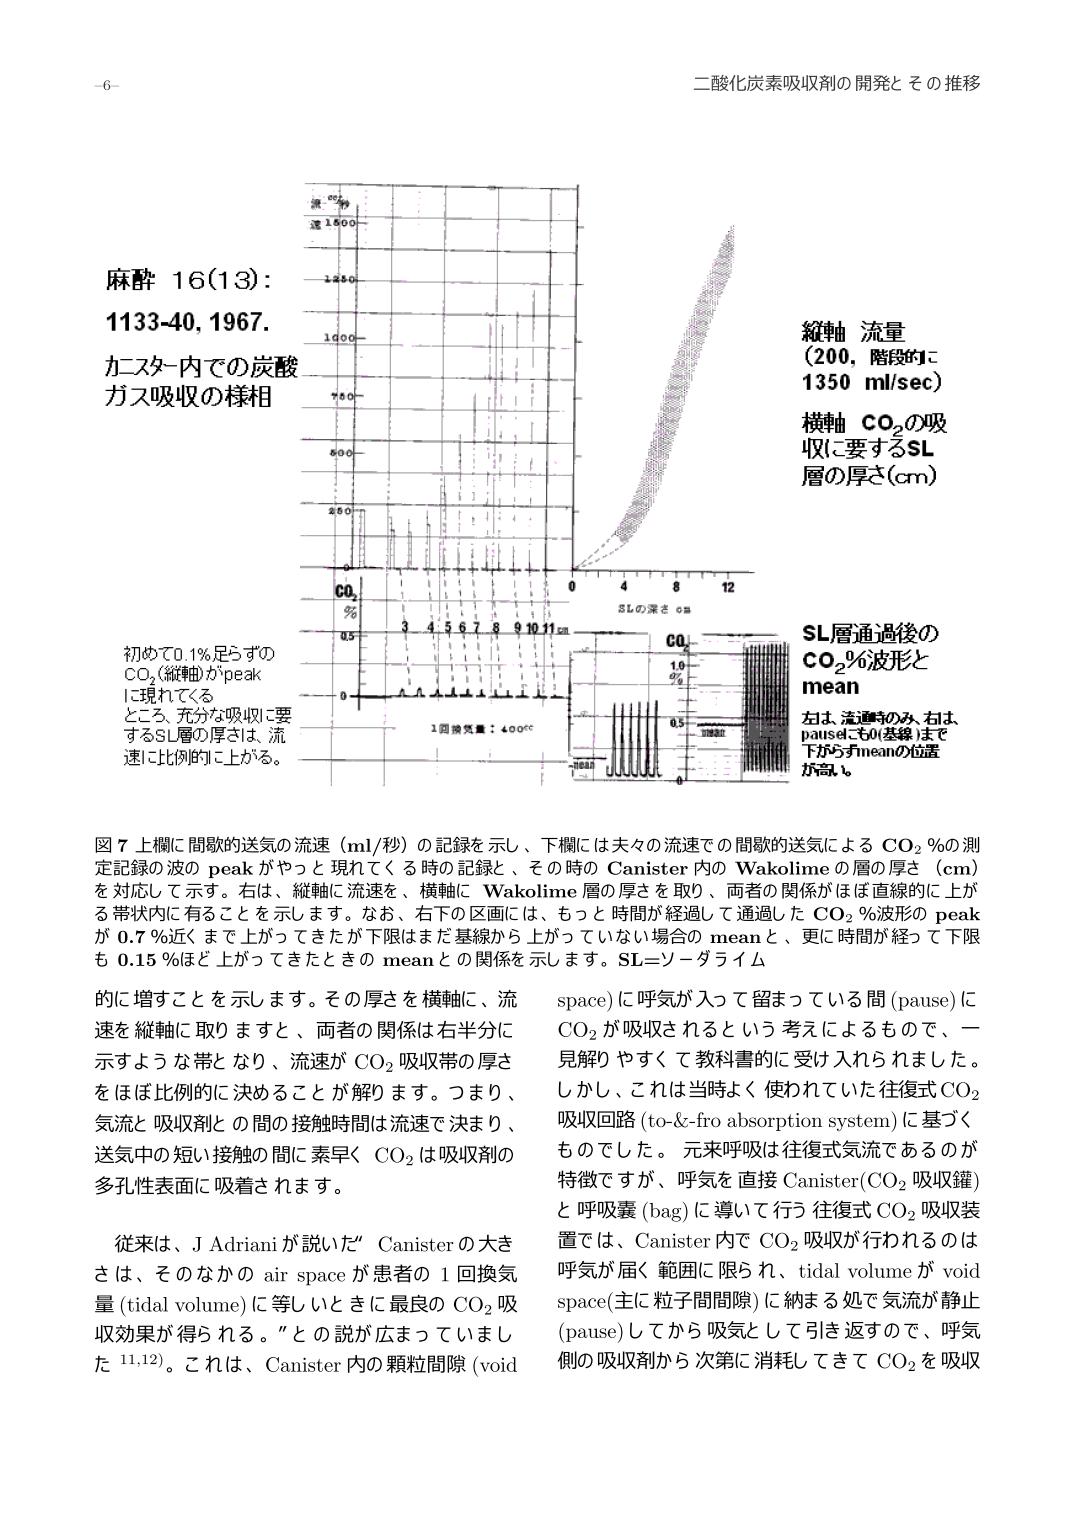 –6–
二酸化炭素吸収剤の開発とその推移
流 cc/秒
速 1500
1250
1000
750
500
250
0
麻酔 16(13):
1133-40, 1967.
カニスター内での炭酸
ガス吸収の様相
縦軸 流量
(200, 階段的に
1350 ml/sec)
横軸 CO₂の吸
収に要するSL
層の厚さ(cm)
0 4 8 12
SLの深さ cm
CO₂
%
0.5
0
3 4 5 6 7 8 9 10 11 cm
1回換気量：400cc
初めて0.1%足らずの
CO₂(縦軸)がpeak
に現れてくる
ところ、充分な吸収に要
するSL層の厚さは、流
速に比例的に上がる。
CO₂
1.0
%
0.5
0
mean
mean
SL層通過後の
CO₂%波形と
mean
左は、流通時のみ、右は、
pauseにも0(基線)まで
下がらずmeanの位置
が高い。
図 7 上欄に間歇的送気の流速（ml/秒）の記録を示し、下欄には夫々の流速での間歇的送気による CO₂ %の測
定記録の波の peak がやっと現れてくる時の記録と、その時の Canister 内の Wakolime の層の厚さ（cm）
を対応して示す。右は、縦軸に流速を、横軸に Wakolime 層の厚さを取り、両者の関係がほぼ直線的に上が
る帯状内に有ることを示します。なお、右下の区画には、もっと時間が経過して通過した CO₂ %波形の peak
が 0.7 %近くまで上がってきたが下限はまだ基線から上がっていない場合の mean と、更に時間が経って下限
も 0.15 %ほど上がってきたときの mean との関係を示します。SL=ソーダライム
的に増すことを示します。その厚さを横軸に、流
速を縦軸に取りますと、両者の関係は右半分に
示すような帯となり、流速が CO₂ 吸収帯の厚さ
をほぼ比例的に決めることが解ります。つまり、
気流と吸収剤との間の接触時間は流速で決まり、
送気中の短い接触の間に素早く CO₂ は吸収剤の
多孔性表面に吸着されます。
従来は、J Adriani が説いだ〞 Canister の大き
さは、そのなかの air space が患者の 1 回換気
量 (tidal volume) に等しいときに最良の CO₂ 吸
収効果が得られる。〞との説が広まっていまし
た 11,12)。これは、Canister 内の顆粒間隙 (void
space) に呼気が入って留まっている間 (pause) に
CO₂ が吸収されるという考えによるもので、一
見解りやすくて教科書的に受け入れられました。
しかし、これは当時よく使われていた往復式 CO₂
吸収回路 (to-&-fro absorption system) に基づく
ものでした。 元来呼吸は往復式気流であるのが
特徴ですが、呼気を直接 Canister(CO₂ 吸収罐)
と呼吸嚢 (bag) に導いて行う往復式 CO₂ 吸収装
置では、Canister 内で CO₂ 吸収が行われるのは
呼気が届く範囲に限られ、tidal volume が void
space(主に粒子間間隙) に納まる処で気流が静止
(pause) してから吸気として引き返すので、呼気
側の吸収剤から次第に消耗してきて CO₂ を吸収